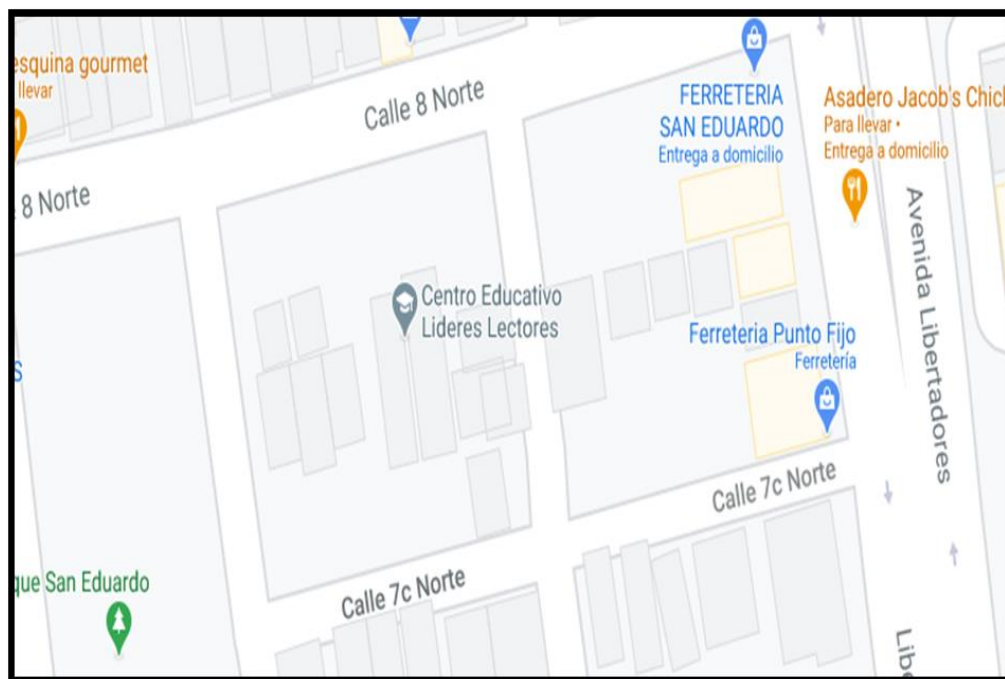 esquina gourmet
llevar
Calle 8 Norte
FERRETERIA
SAN EDUARDO
Entrega a domicilio
Asadero Jacob's Chick
Para llevar •
Entrega a domicilio
8 Norte
Avenida Libertadores
Centro Educativo
Lideres Lectores
Ferreteria Punto Fijo
Ferretería
S
Calle 7c Norte
Calle 7c Norte
que San Eduardo
Libe